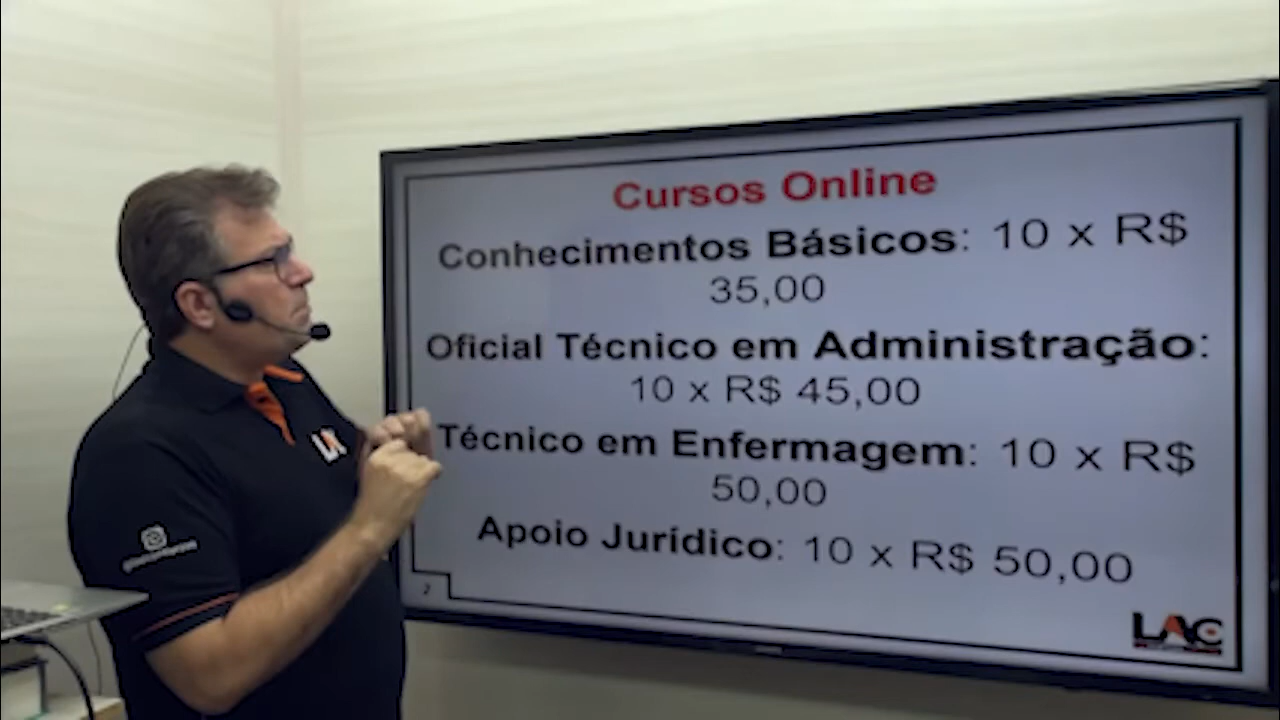 Cursos Online
Conhecimentos Básicos: 10 x R$
35,00
Oficial Técnico em Administração:
10 x R$ 45,00
Técnico em Enfermagem: 10 x R$
50,00
Apoio Jurídico: 10 x R$ 50,00
2
LAC